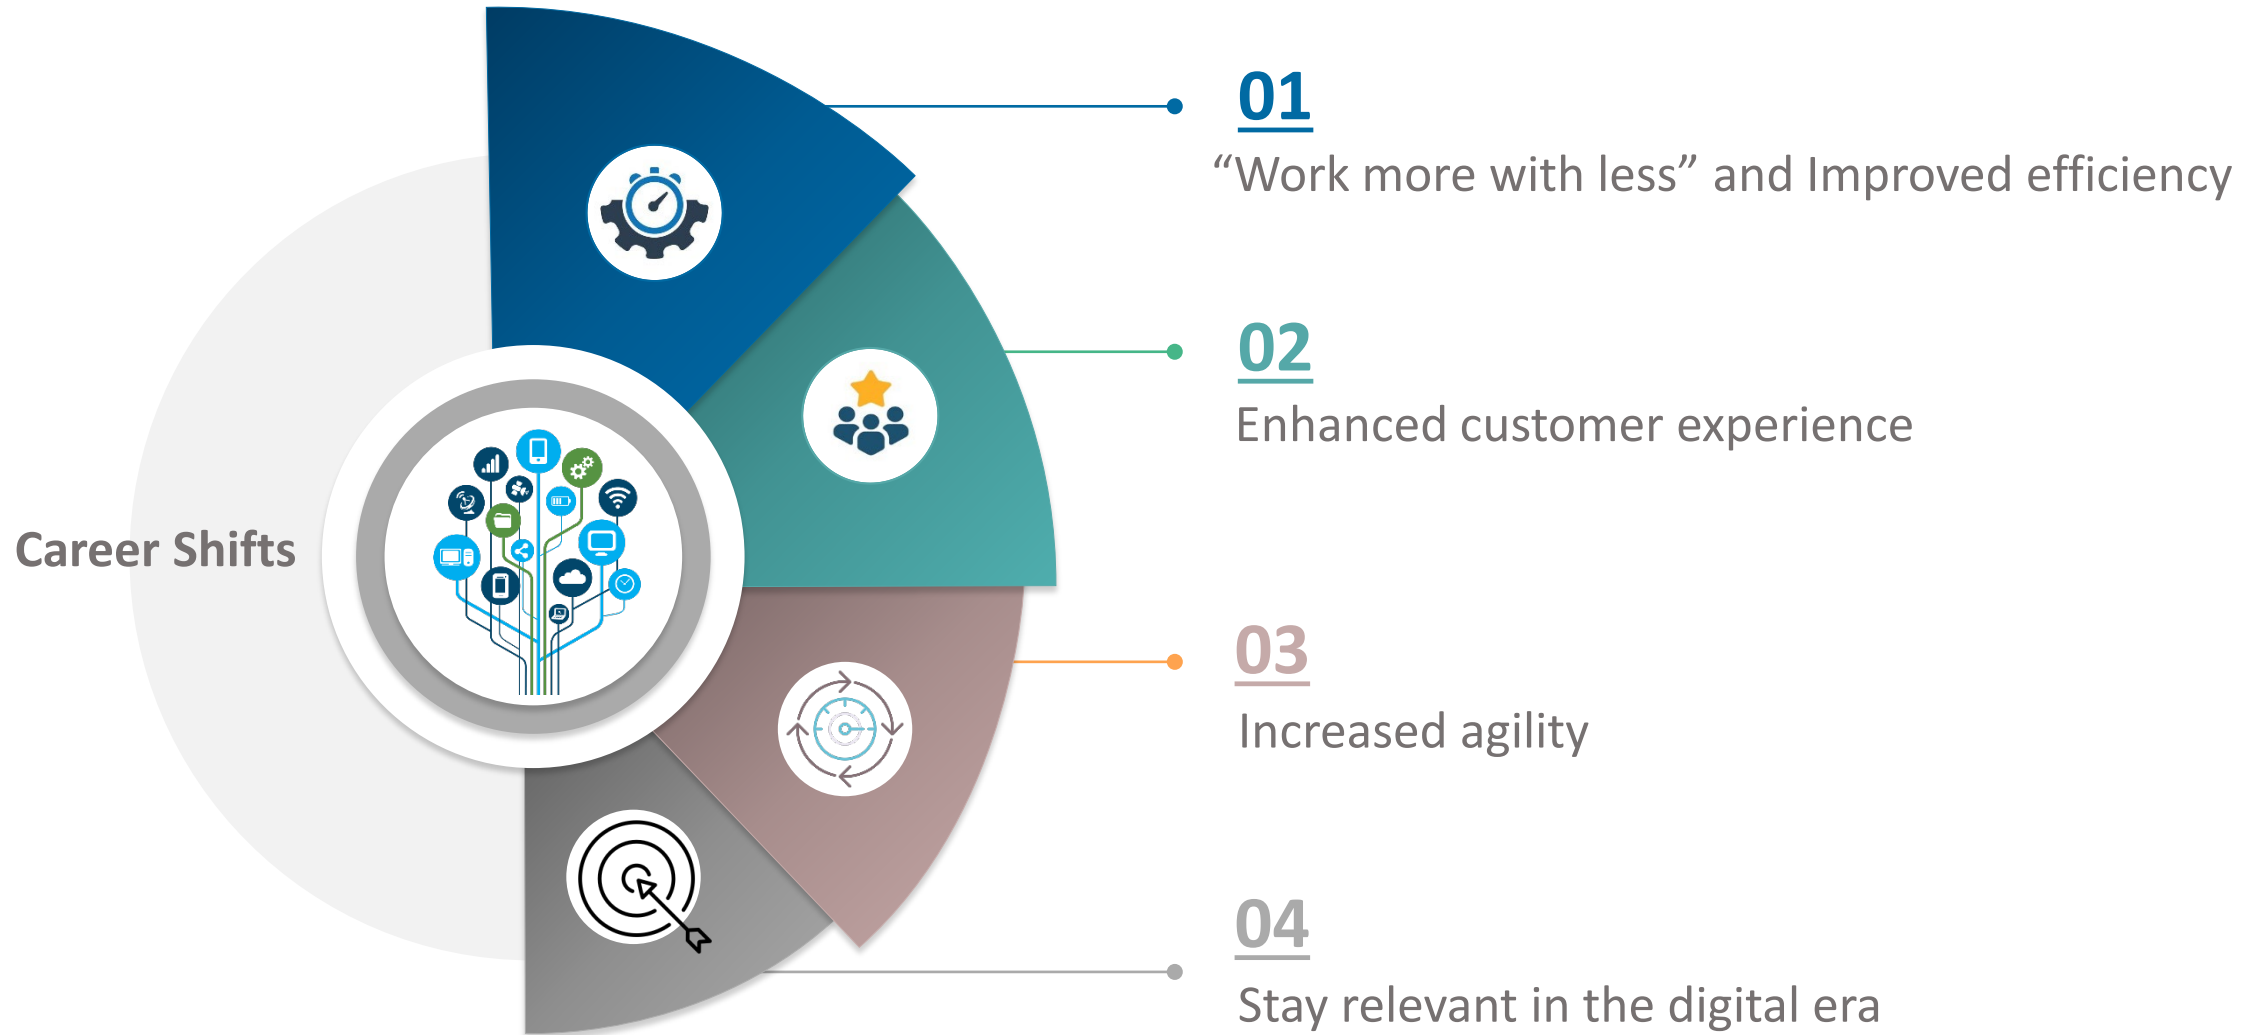 01
“Work more with less” and Improved efficiency
02
Enhanced customer experience
Career Shifts
03
Increased agility
04
Stay relevant in the digital era